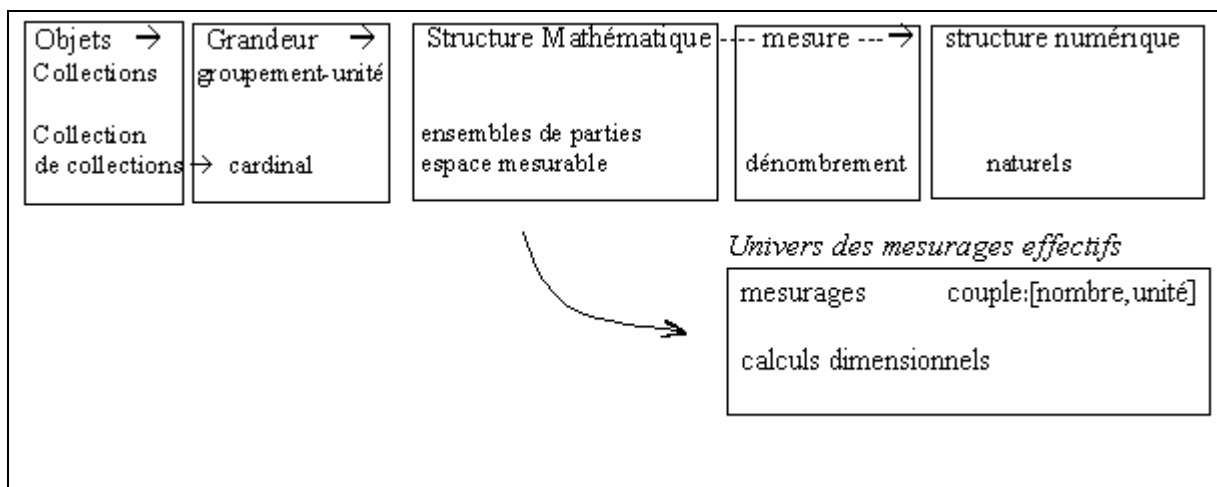 Objets → Grandeur → Structure Mathématique ---- mesure --- → structure numérique
Collections groupement-unité
Collection ensembles de parties
de collections → cardinal espace mesurable dénombrement naturels
Univers des mesurages effectifs
mesurages couple:[nombre,unité]
calculs dimensionnels